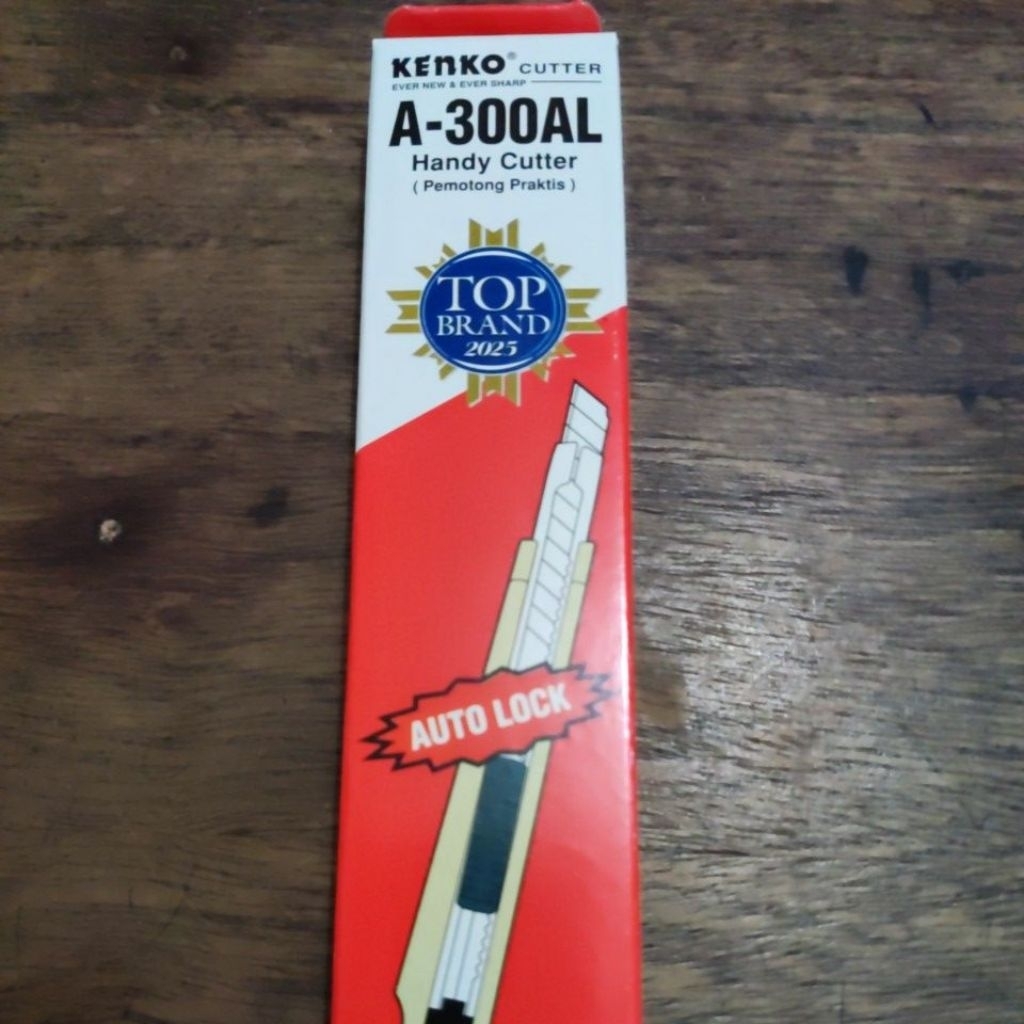 KENKO® CUTTER
EVER NEW & EVER SHARP
A-300AL
Handy Cutter
( Pemotong Praktis )
TOP
BRAND
2025
AUTO LOCK